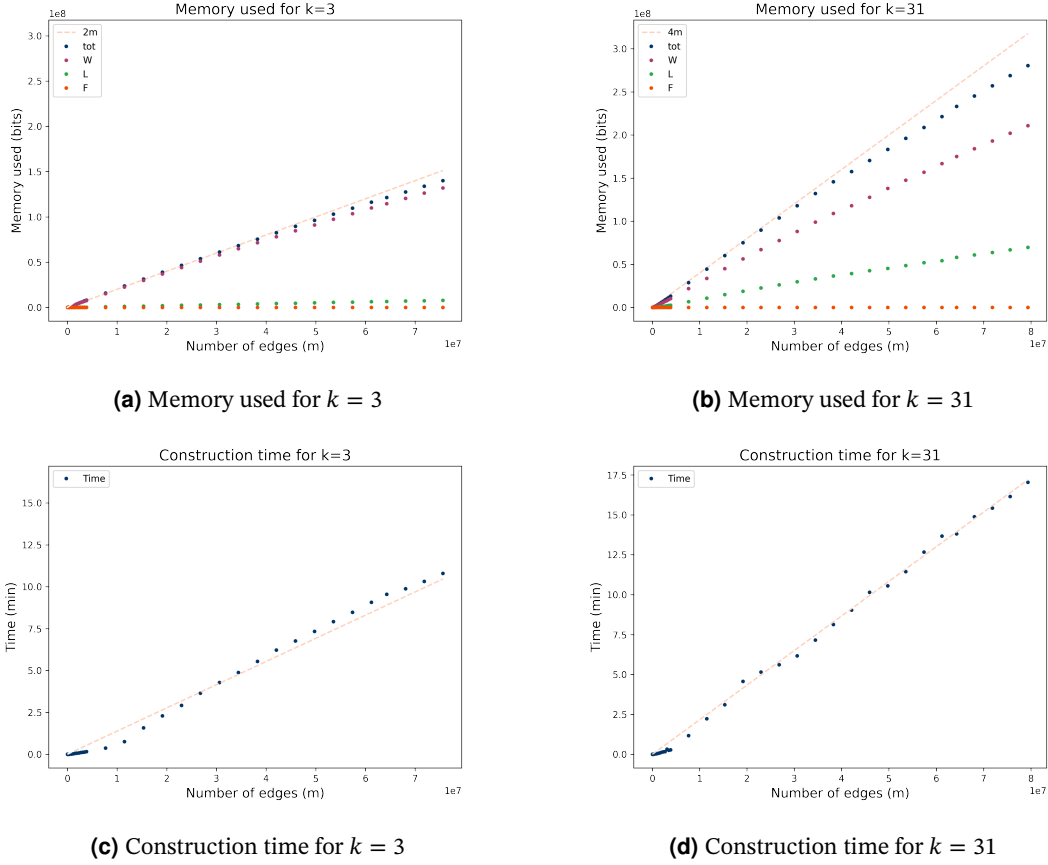 Memory used for k=3
1e8
3.0
2.5
2.0
1.5
1.0
0.5
0.0
Memory used (bits)
2m
tot
W
L
F
0 1 2 3 4 5 6 7
1e7
Number of edges (m)
(a) Memory used for k = 3
Memory used for k=31
1e8
3.0
2.5
2.0
1.5
1.0
0.5
0.0
Memory used (bits)
4m
tot
W
L
F
0 1 2 3 4 5 6 7 8
1e7
Number of edges (m)
(b) Memory used for k = 31
Construction time for k=3
Time
15.0
12.5
10.0
7.5
5.0
2.5
0.0
Time (min)
0 1 2 3 4 5 6 7
1e7
Number of edges (m)
(c) Construction time for k = 3
Construction time for k=31
Time
17.5
15.0
12.5
10.0
7.5
5.0
2.5
0.0
Time (min)
0 1 2 3 4 5 6 7 8
1e7
Number of edges (m)
(d) Construction time for k = 31